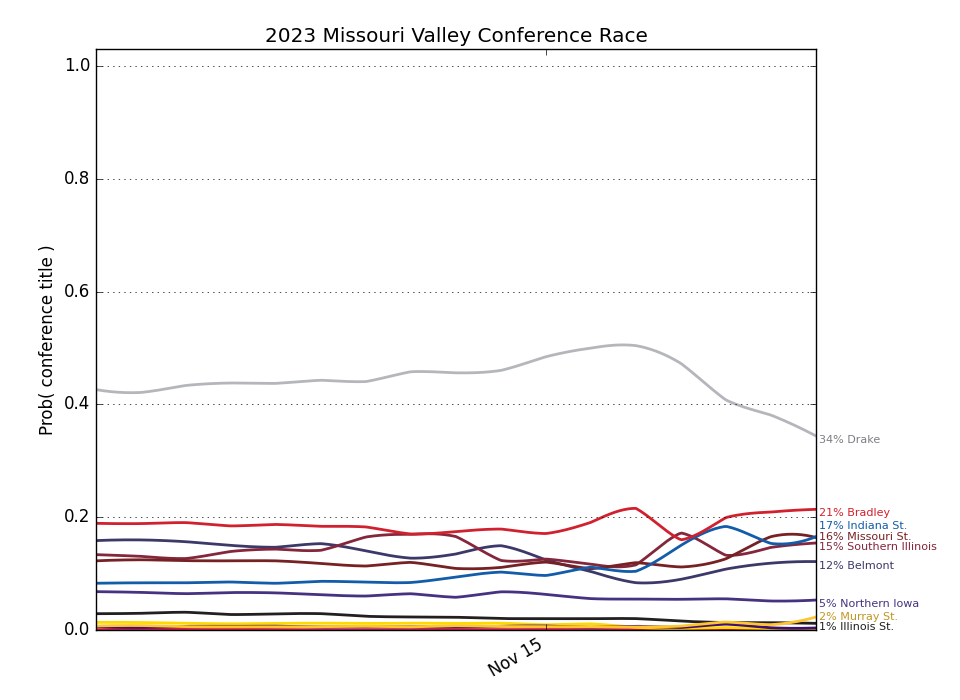 2023 Missouri Valley Conference Race
Prob( conference title )
1.0
0.8
0.6
0.4
0.2
0.0
Nov 15
34% Drake
21% Bradley
17% Indiana St.
16% Missouri St.
15% Southern Illinois
12% Belmont
5% Northern Iowa
2% Murray St.
1% Illinois St.